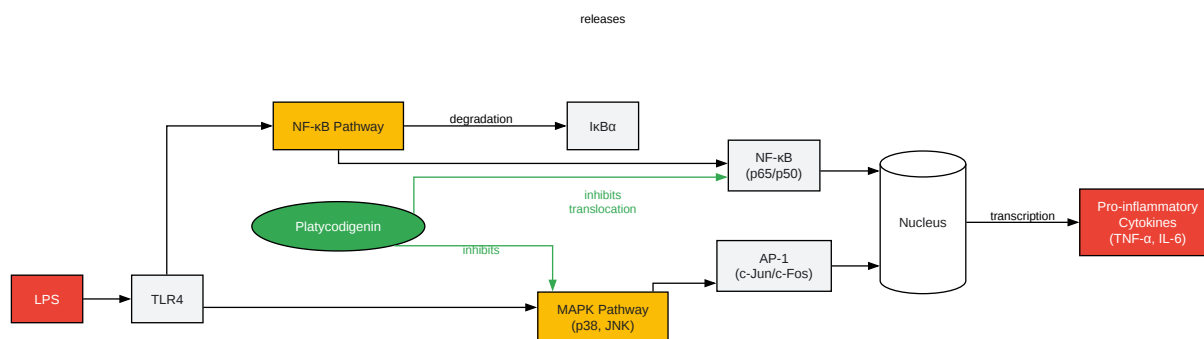 releases
NF-κB Pathway
degradation
IκBα
NF-κB
(p65/p50)
inhibits
translocation
Platycodigenin
inhibits
Nucleus
transcription
Pro-inflammatory
Cytokines
(TNF-α, IL-6)
AP-1
(c-Jun/c-Fos)
LPS
TLR4
MAPK Pathway
(p38, JNK)